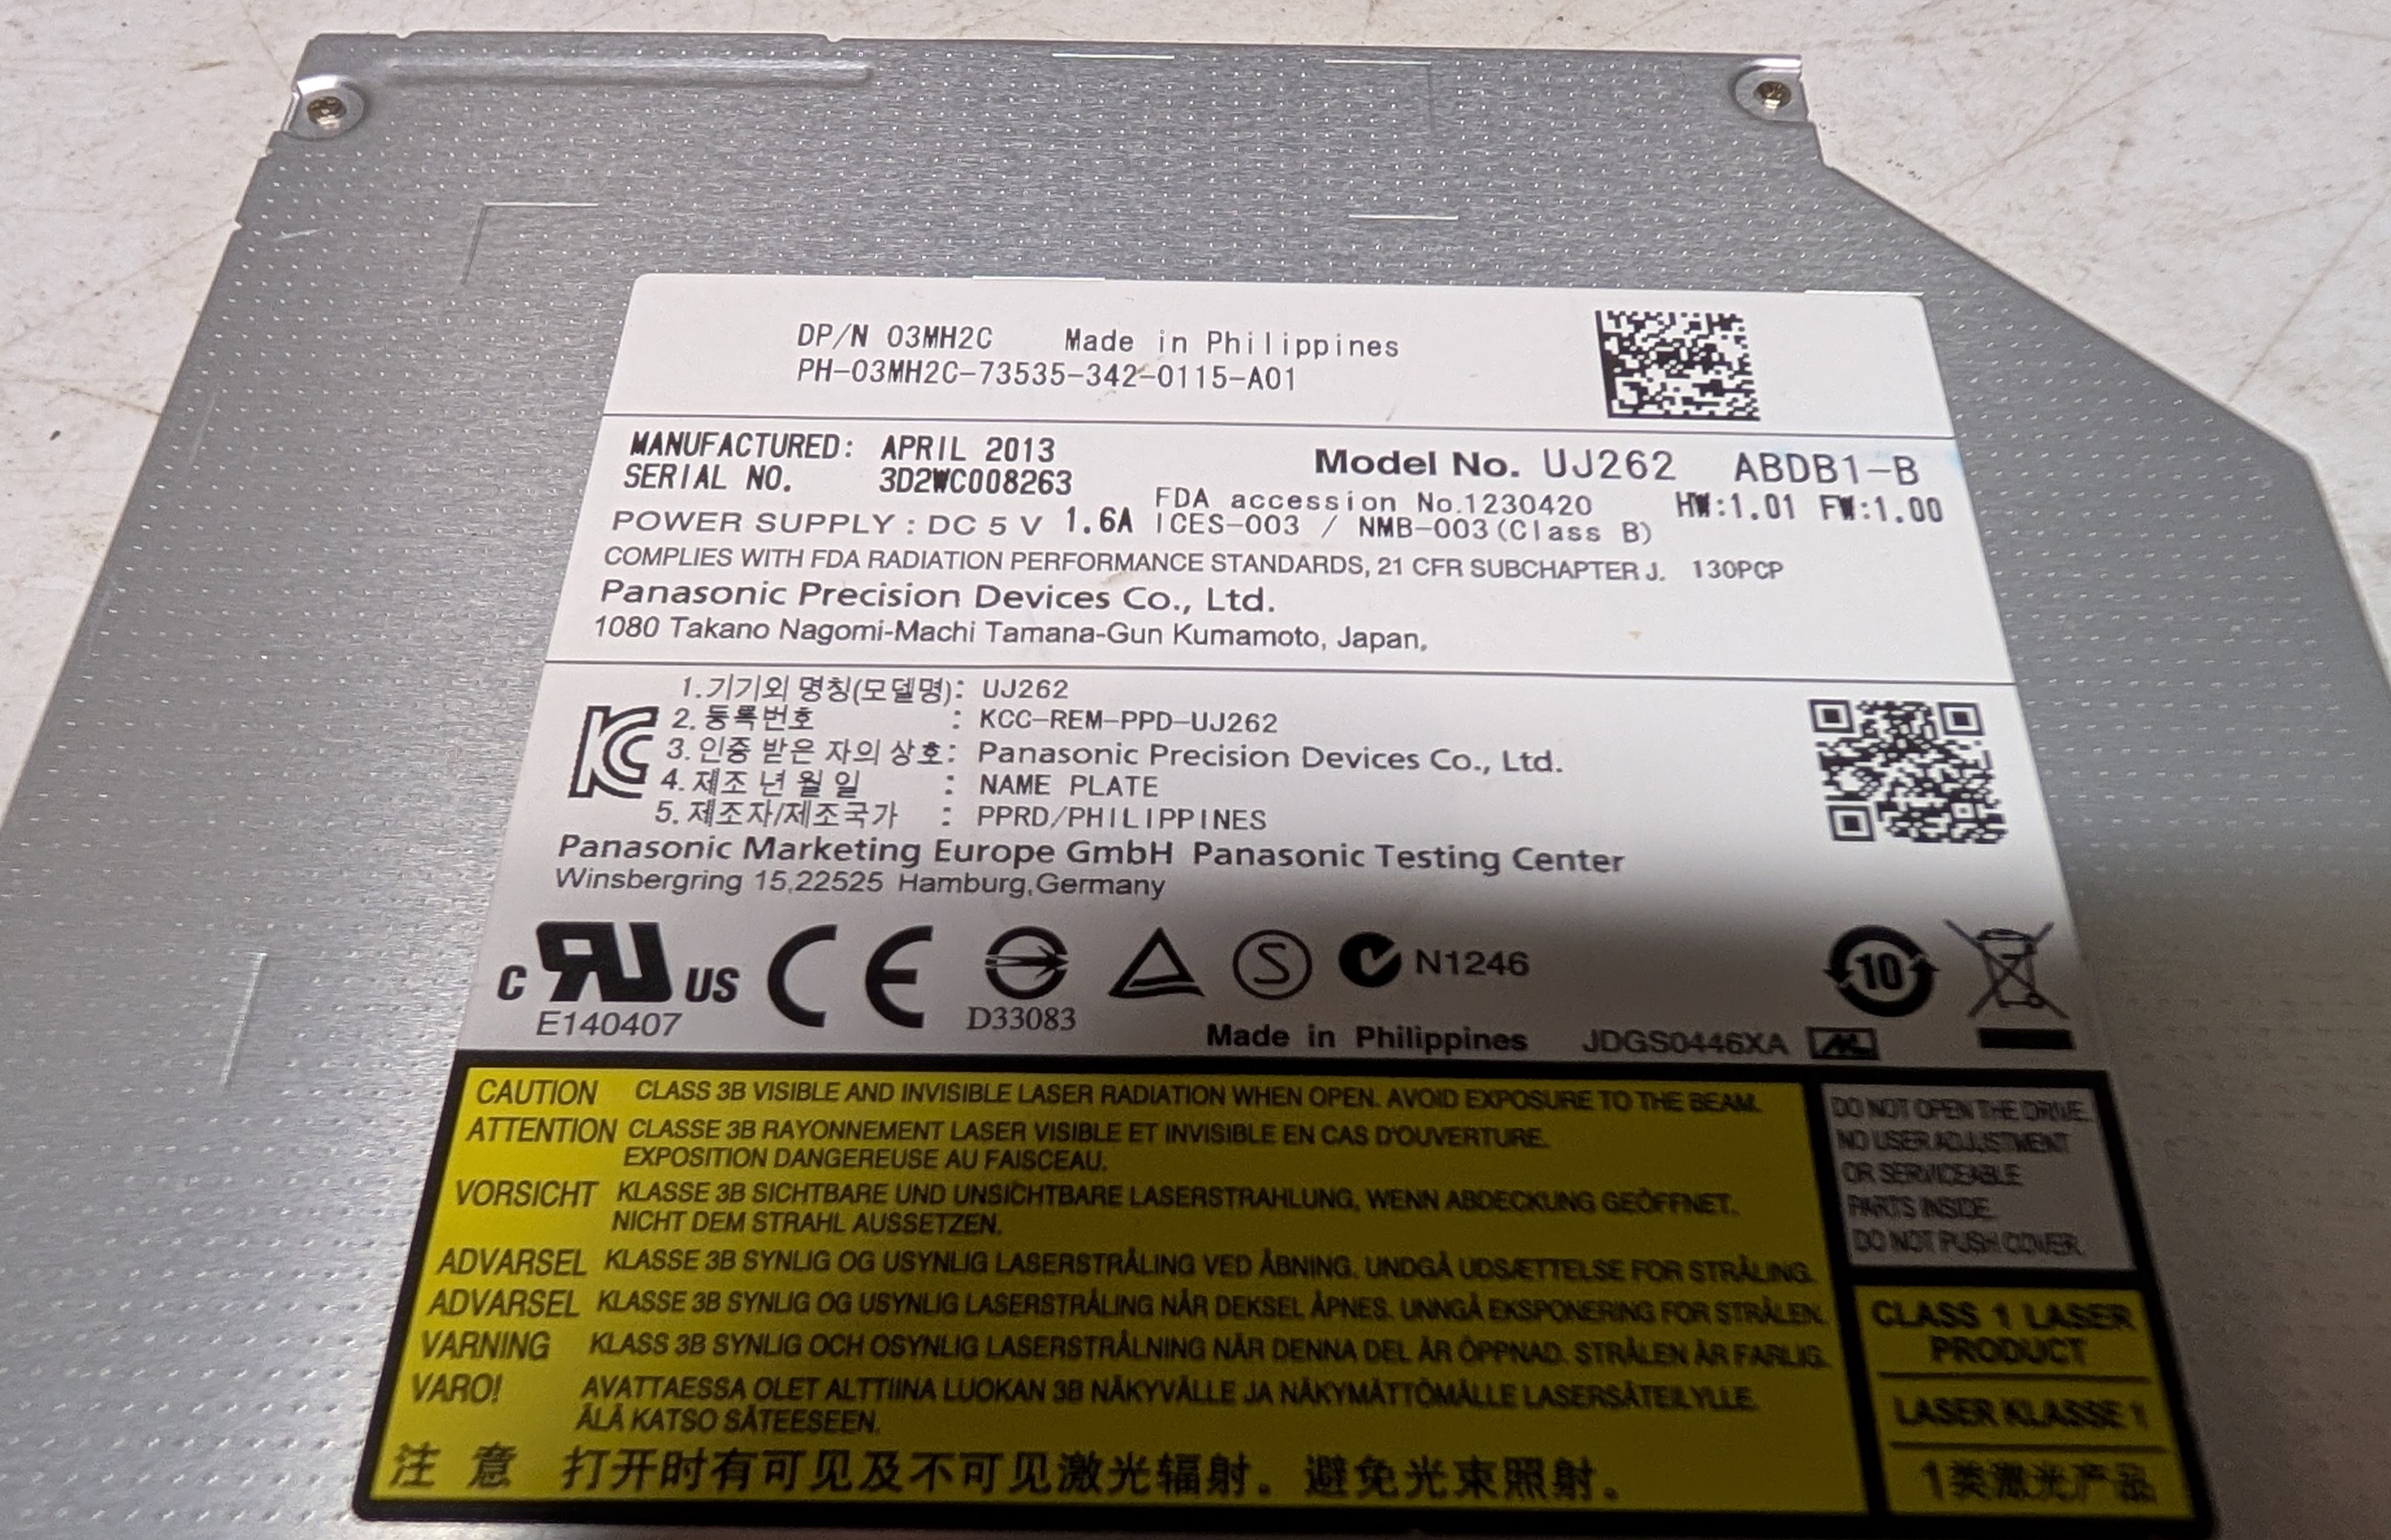 DP/N 03MH2C Made in Philippines
PH-03MH2C-73535-342-0115-A01
MANUFACTURED: APRIL 2013
SERIAL NO. 3D2WC008263
Model No. UJ262 ABDB1-B
FDA accession No.1230420 HW:1.01 FW:1.00
POWER SUPPLY : DC 5 V 1.6A ICES-003 / NMB-003(Class B)
COMPLIES WITH FDA RADIATION PERFORMANCE STANDARDS, 21 CFR SUBCHAPTER J. 130PCP
Panasonic Precision Devices Co., Ltd.
1080 Takano Nagomi-Machi Tamana-Gun Kumamoto, Japan,
1.기기외 명칭(모델명): UJ262
2. 등록번호 : KCC-REM-PPD-UJ262
3. 인증 받은 자의 상호: Panasonic Precision Devices Co., Ltd.
4. 제조 년 월 일 : NAME PLATE
5. 제조자/제조국가 : PPRD/PHILIPPINES
Panasonic Marketing Europe GmbH Panasonic Testing Center
Winsbergring 15,22525 Hamburg,Germany
C UR US CE S N1246 10
E140407 D33083
Made in Philippines JDGS0446XA
CAUTION CLASS 3B VISIBLE AND INVISIBLE LASER RADIATION WHEN OPEN. AVOID EXPOSURE TO THE BEAM.
ATTENTION CLASSE 3B RAYONNEMENT LASER VISIBLE ET INVISIBLE EN CAS D'OUVERTURE.
EXPOSITION DANGEREUSE AU FAISCEAU.
VORSICHT KLASSE 3B SICHTBARE UND UNSICHTBARE LASERSTRAHLUNG, WENN ABDECKUNG GEÖFFNET.
NICHT DEM STRAHL AUSSETZEN.
ADVARSEL KLASSE 3B SYNLIG OG USYNLIG LASERSTRÅLING VED ÅBNING. UNDGÅ UDSÆTTELSE FOR STRÅLING.
ADVARSEL KLASSE 3B SYNLIG OG USYNLIG LASERSTRÅLING NÅR DEKSEL ÅPNES. UNNGÅ EKSPONERING FOR STRÅLEN.
VARNING KLASS 3B SYNLIG OCH OSYNLIG LASERSTRÅLNING NÄR DENNA DEL ÄR ÖPPNAD. STRÅLEN ÄR FARLIG.
VARO! AVATTAESSA OLET ALTTIINA LUOKAN 3B NÄKYVÄLLE JA NÄKYMÄTTÖMÄLLE LASERSÄTEILYLLE.
ÄLÄ KATSO SÄTEESEEN.
注 意 打开时有可见及不可见激光辐射。避免光束照射。
DO NOT OPEN THE DRIVE.
NO USER ADJUSTMENT
OR SERVICEABLE
PARTS INSIDE.
DO NOT PUSH COVER.
CLASS 1 LASER
PRODUCT
LASER KLASSE 1
1类激光产品